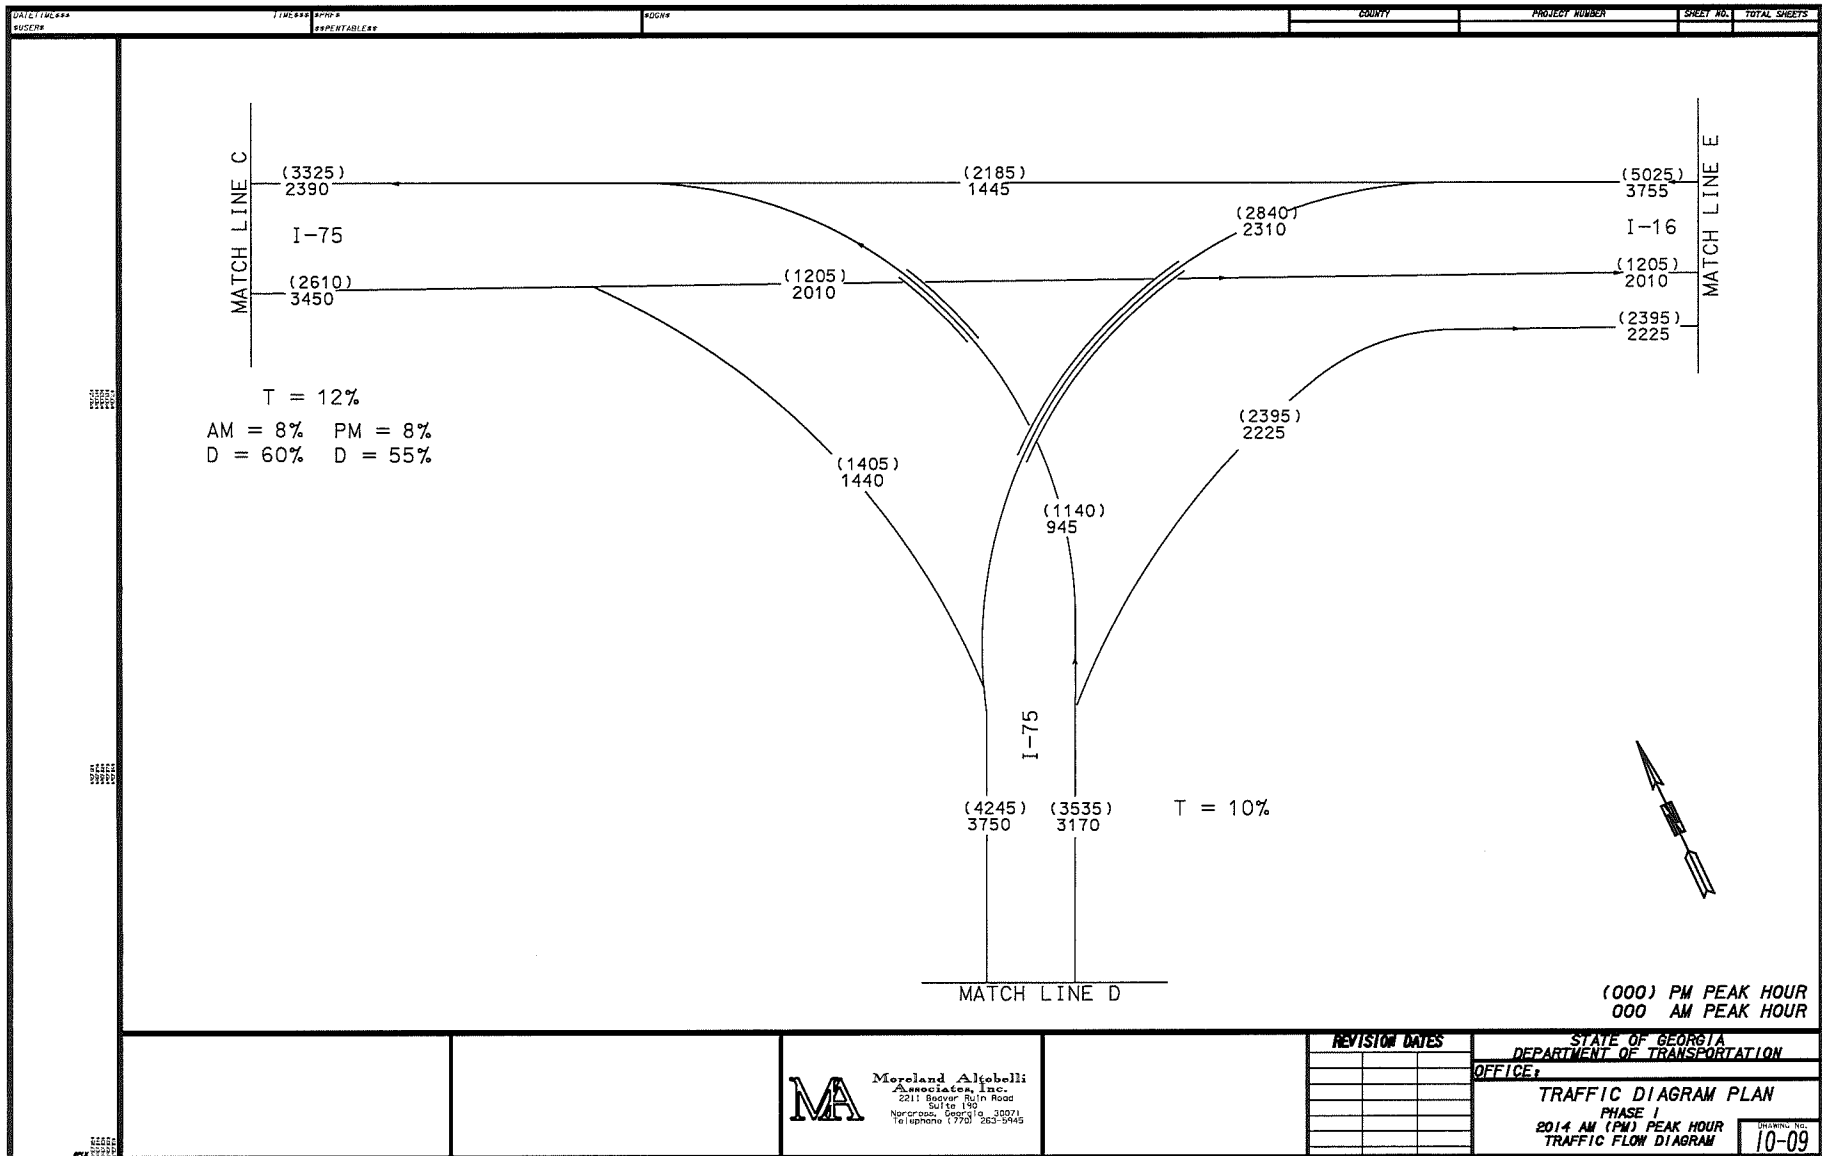 DATE$TIME$$$ TIME$$$ $PRF$ $DGN$ COUNTY PROJECT NUMBER SHEET NO. TOTAL SHEETS
$USER$ $$PENTABLE$$
MATCH LINE C
(3325)
2390
I-75
(2610)
3450
(2185)
1445
(5025)
3755
MATCH LINE E
I-16
(2840)
2310
(1205)
2010
(1205)
2010
(2395)
2225
T = 12%
AM = 8% PM = 8%
D = 60% D = 55%
(1405)
1440
(2395)
2225
(1140)
945
I-75
(4245) (3535)
3750 3170
T = 10%
MATCH LINE D
(000) PM PEAK HOUR
000 AM PEAK HOUR
MA
Moreland Altobelli
Associates, Inc.
2211 Beaver Ruin Road
Suite 190
Norcross, Georgia 30071
Telephone (770) 263-5945
REVISION DATES
STATE OF GEORGIA
DEPARTMENT OF TRANSPORTATION
OFFICE:
TRAFFIC DIAGRAM PLAN
PHASE I
2014 AM (PM) PEAK HOUR
TRAFFIC FLOW DIAGRAM
DRAWING No.
10-09